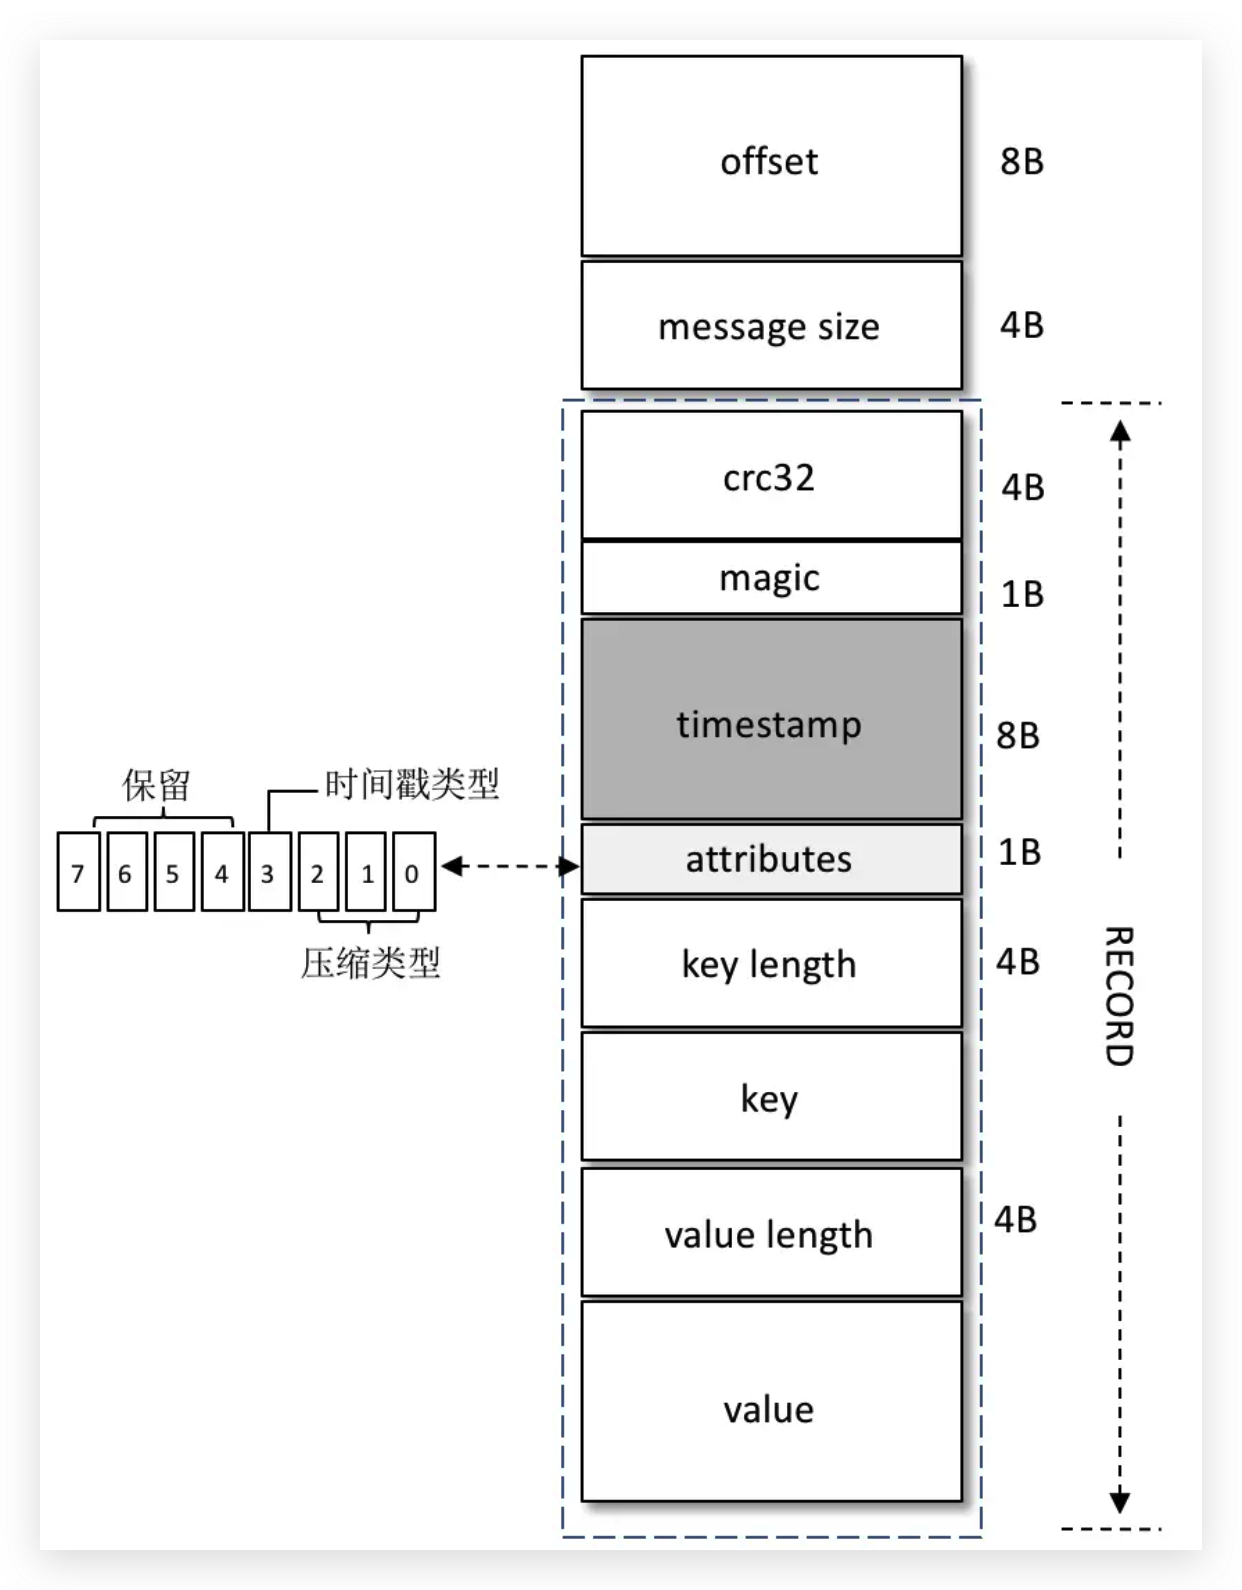 offset
8B
message size
4B
crc32
4B
magic
1B
timestamp
8B
保留
时间戳类型
7 6 5 4 3 2 1 0
压缩类型
attributes
1B
key length
4B
RECORD
key
value length
4B
value